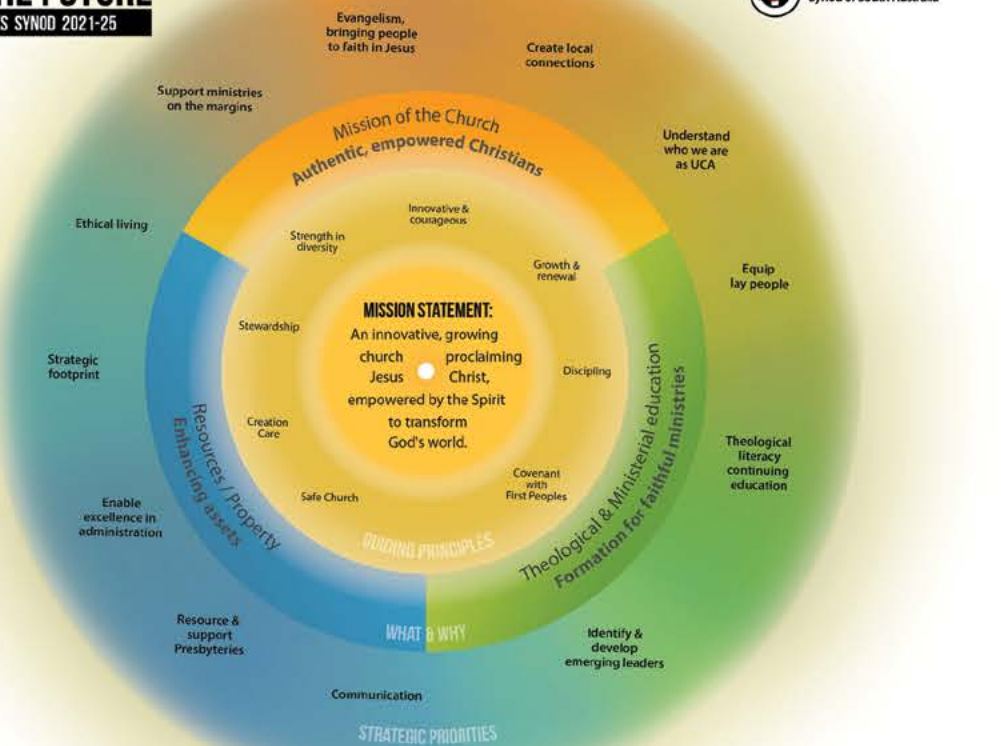 S SYNOD 2021-25
Evangelism,
bringing people
to faith in Jesus
Create local
connections
Support ministries
on the margins
Understand
who we are
as UCA
Ethical living
Equip
lay people
Strategic
footprint
Theological
literacy
continuing
education
Enable
excellence in
administration
Resource &
support
Presbyteries
Identify &
develop
emerging leaders
Communication
STRATEGIC PRIORITIES
Mission of the Church
Authentic, empowered Christians
Resources / Property
Enhancing assets
Theological & Ministerial education
Formation for faithful ministries
WHAT & WHY
Innovative &
courageous
Strength in
diversity
Growth &
renewal
Stewardship
Discipling
Creation
Care
Covenant
with
First Peoples
Safe Church
GUIDING PRINCIPLES
MISSION STATEMENT:
An innovative, growing
church proclaiming
Jesus Christ,
empowered by the Spirit
to transform
God's world.